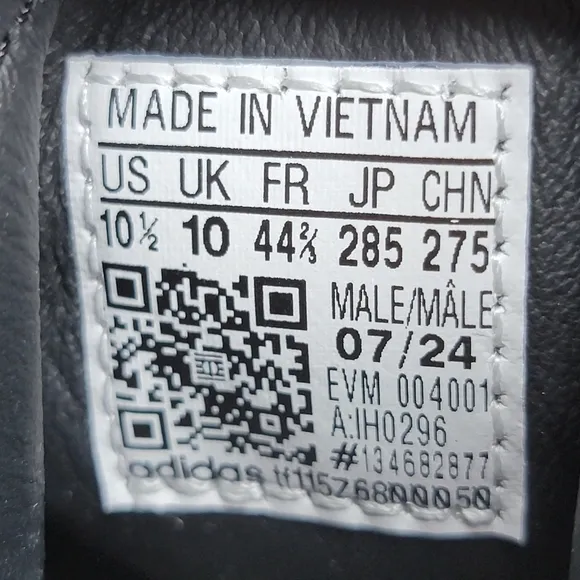 MADE IN VIETNAM
US UK FR JP CHN
10½ 10 44⅔ 285 275
MALE/MÂLE
07/24
EVM 004001
A:IH0296
#134682877
adidas tf115Z6800050